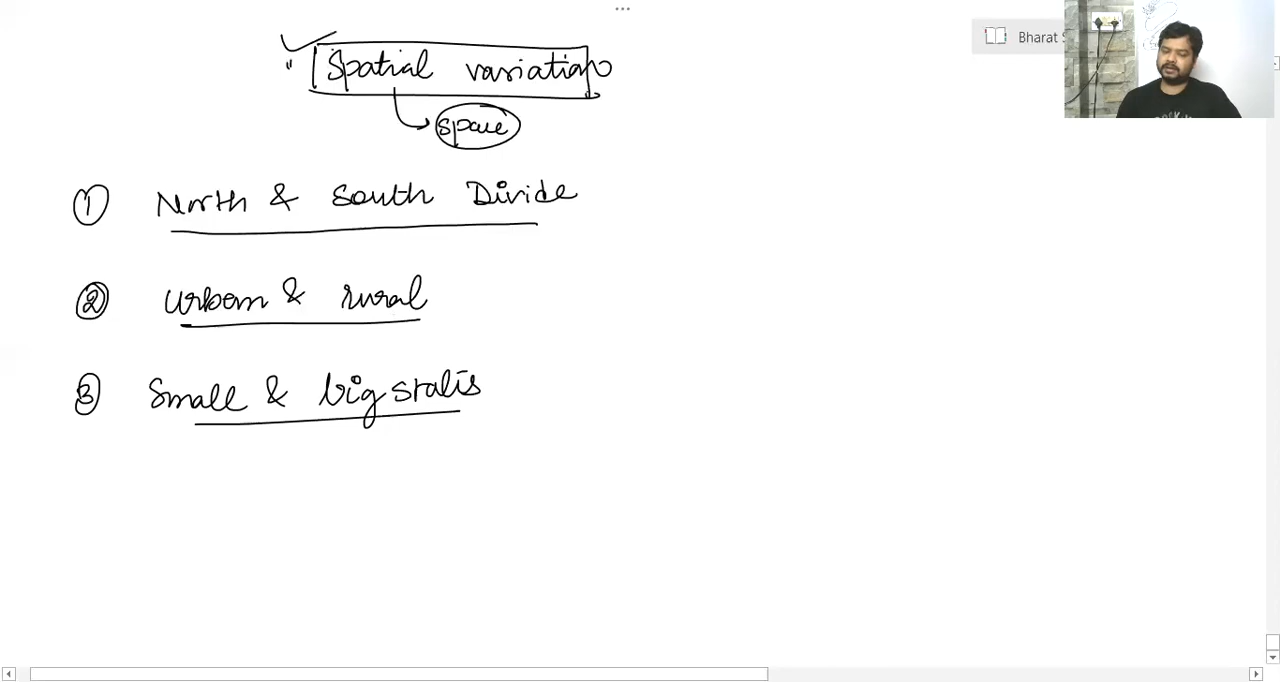 Spatial variation
space
① North & South Divide
② Urban & rural
③ Small & big states
Bharat S